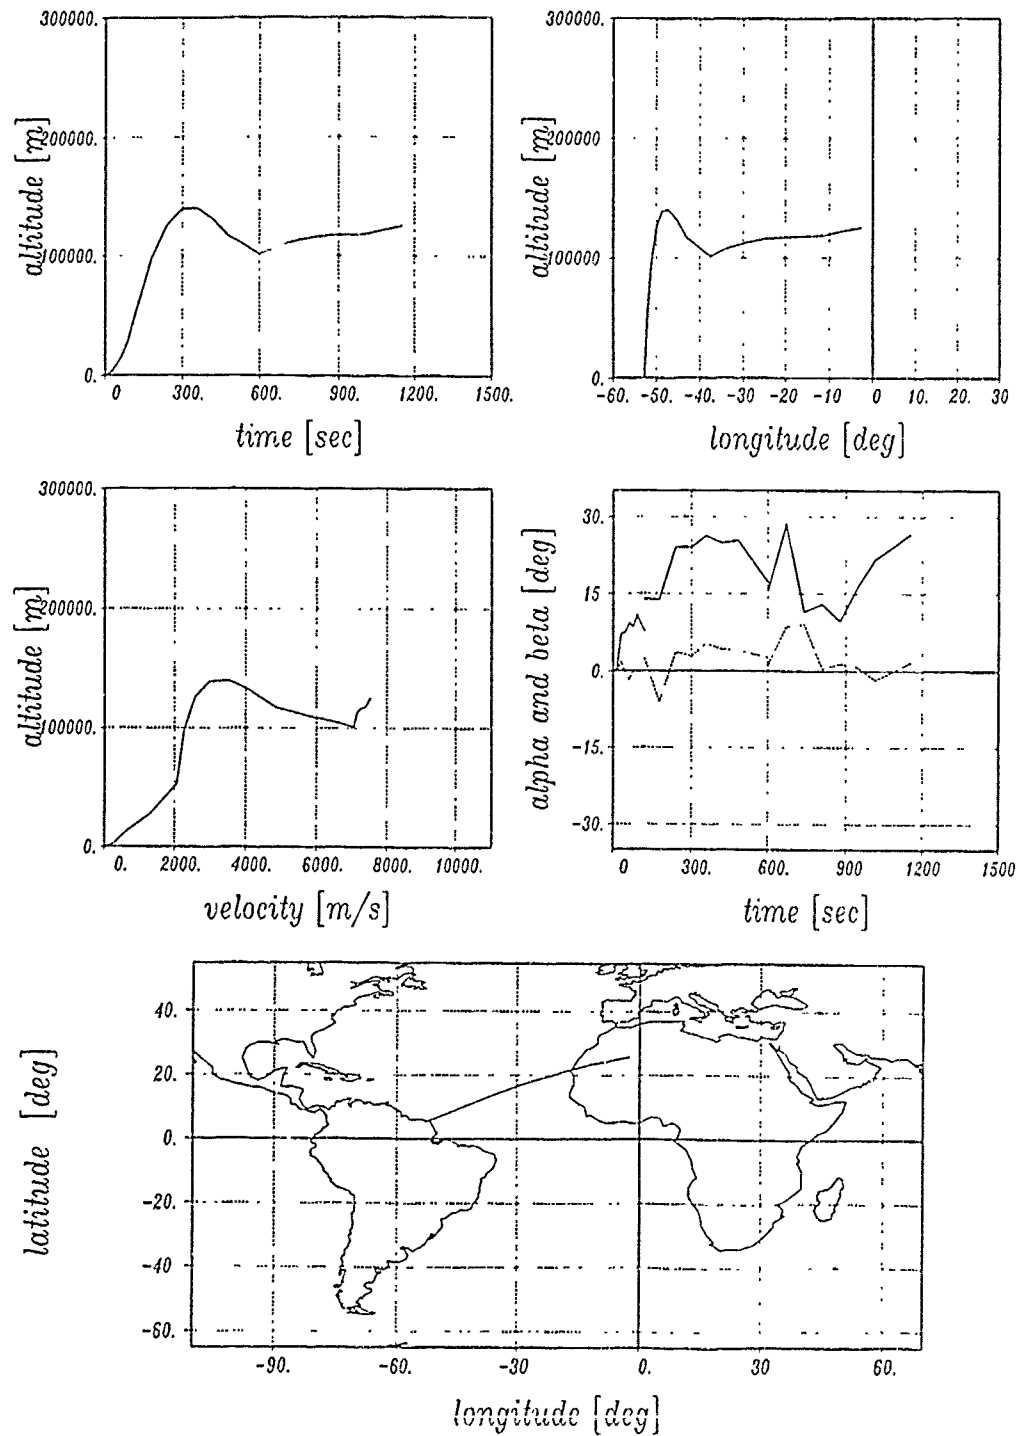 300000.
200000.
100000.
0.
altitude [m]
0 300. 600. 900. 1200. 1500.
time [sec]
300000.
200000
100000
0.
altitude [m]
-60. -50. -40. -30. -20 -10 0 10. 20. 30
longitude [deg]
300000.
200000.
100000.
0.
altitude [m]
0. 2000. 4000. 6000. 8000. 10000.
velocity [m/s]
30.
15
0.
-15.
-30.
alpha and beta [deg]
0 300. 600. 900 1200 1500
time [sec]
40.
20.
0.
-20.
-40
-60.
latitude [deg]
-90. -60. -30 0. 30 60.
longitude [deg]